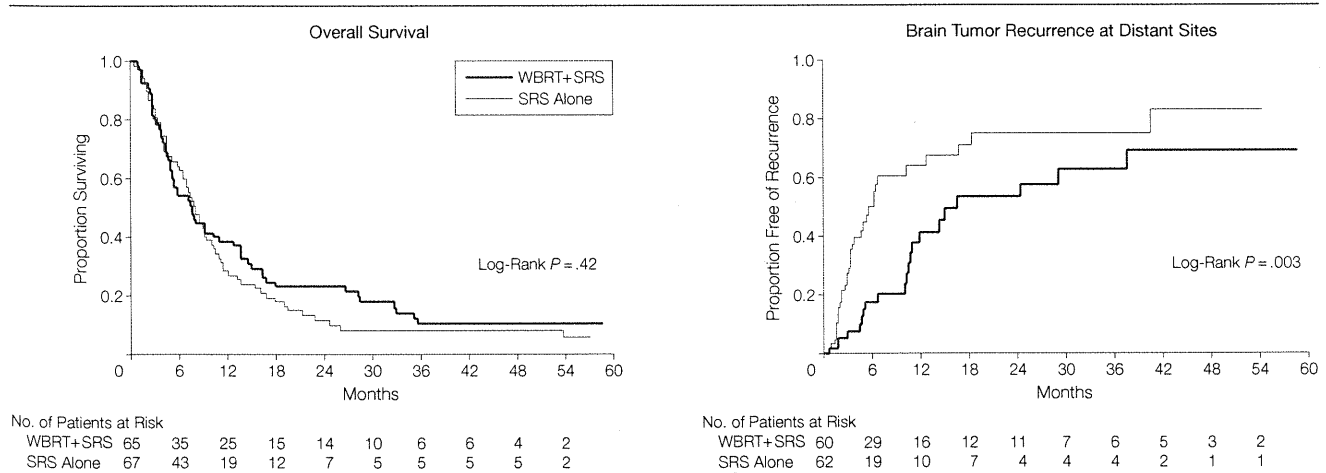 Overall Survival
1.0
0.8
0.6
0.4
0.2
Proportion Surviving
WBRT+SRS
SRS Alone
Log-Rank P = .42
0 6 12 18 24 30 36 42 48 54 60
Months
No. of Patients at Risk
WBRT+SRS 65 35 25 15 14 10 6 6 4 2
SRS Alone 67 43 19 12 7 5 5 5 5 2
Brain Tumor Recurrence at Distant Sites
1.0
0.8
0.6
0.4
0.2
Proportion Free of Recurrence
Log-Rank P = .003
0 6 12 18 24 30 36 42 48 54 60
Months
No. of Patients at Risk
WBRT+SRS 60 29 16 12 11 7 6 5 3 2
SRS Alone 62 19 10 7 4 4 4 2 1 1